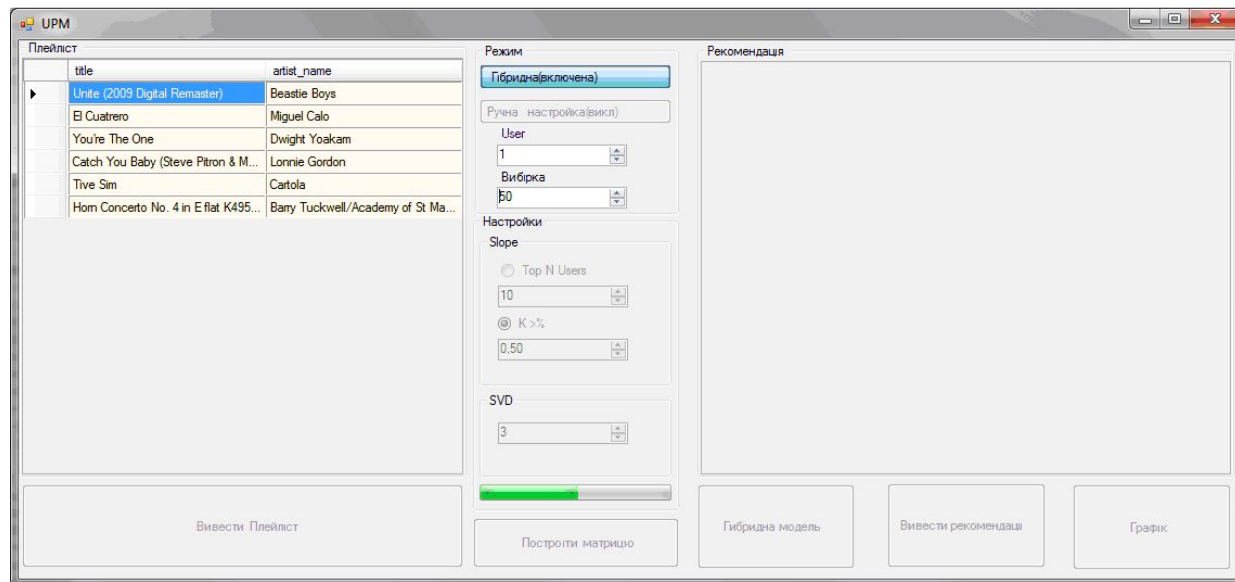 UPM
Плейліст
title artist_name
Unite (2009 Digital Remaster) Beastie Boys
El Cuatrero Miguel Calo
You're The One Dwight Yoakam
Catch You Baby (Steve Pitron & M... Lonnie Gordon
Tive Sim Cartola
Horn Concerto No. 4 in E flat K495... Barry Tuckwell/Academy of St Ma...
Вивести Плейліст
Режим
Гібридна(включена)
Ручна настройка(викл)
User
1
Вибірка
50
Настройки
Slope
Top N Users
10
K >%
0,50
SVD
3
Построїти матрицю
Рекомендація
Гибридна модель
Вивести рекомендації
Графік